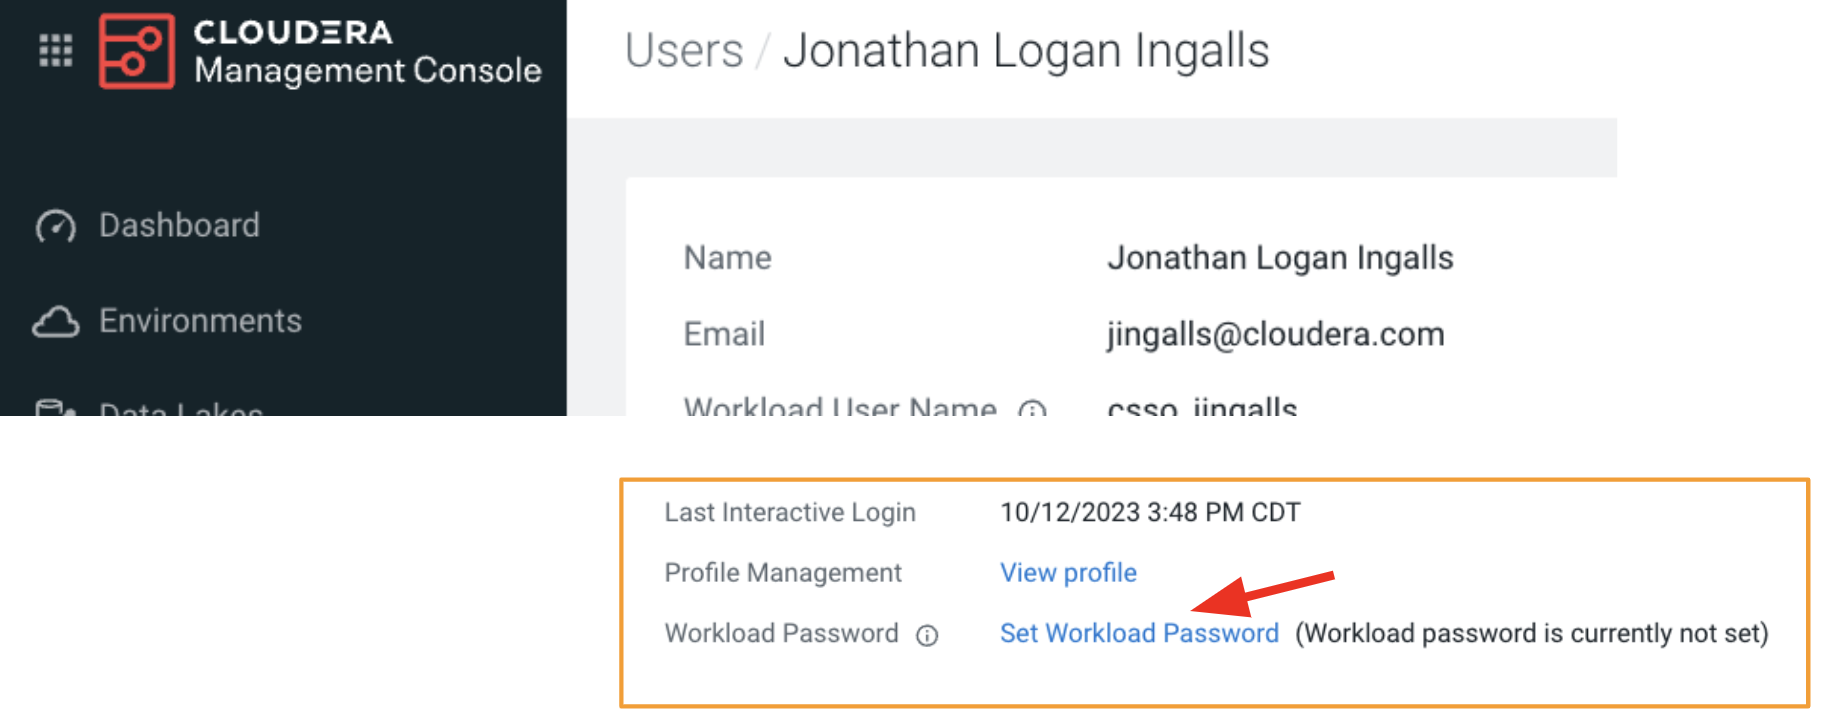 CLOUDERA
Management Console
Users / Jonathan Logan Ingalls
Dashboard
Environments
Data Lakes
Name Jonathan Logan Ingalls
Email jingalls@cloudera.com
Workload User Name csso_jingalls
Last Interactive Login 10/12/2023 3:48 PM CDT
Profile Management View profile
Workload Password Set Workload Password (Workload password is currently not set)